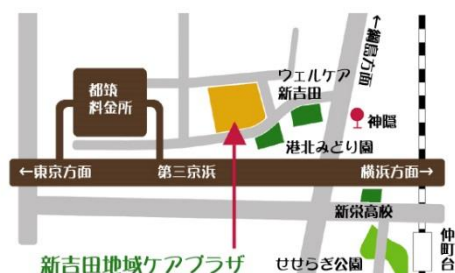 ←綱島方面
ウェルケア
新吉田
都筑
料金所
神隠
港北みどり園
←東京方面
第三京浜
横浜方面→
新栄高校
仲町台
新吉田地域ケアプラザ
せせらぎ公園